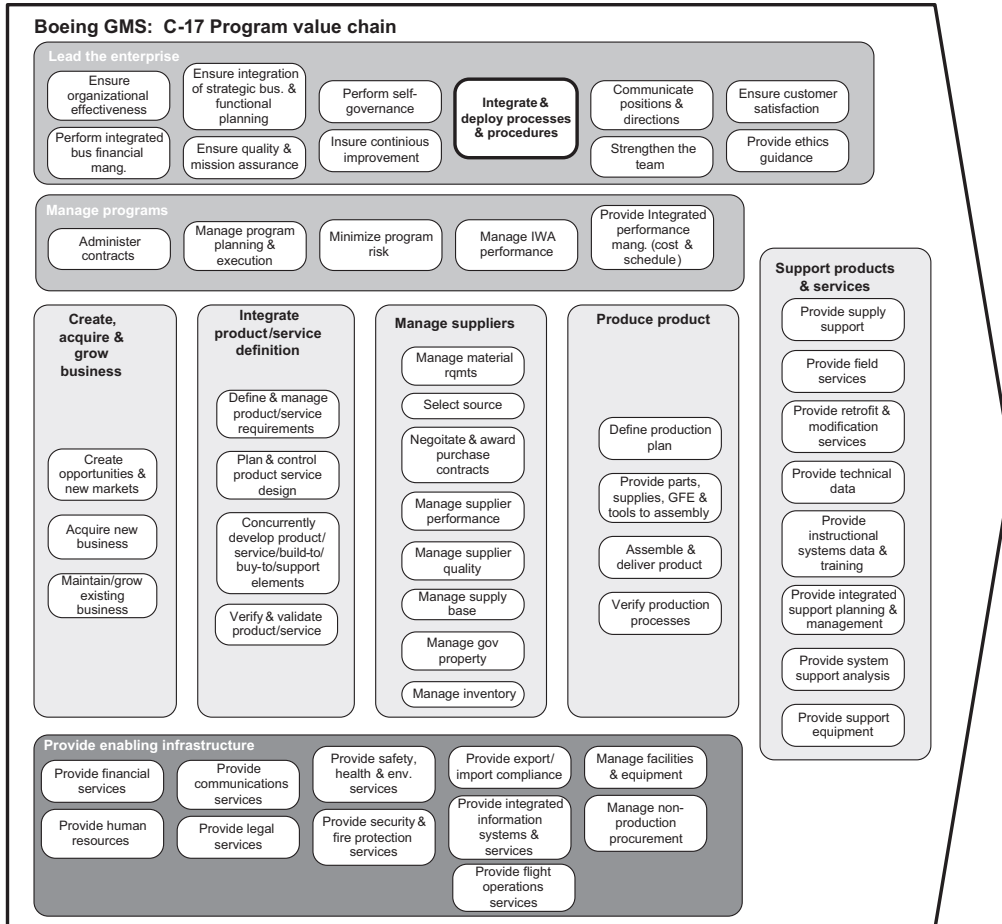 Boeing GMS: C-17 Program value chain
Lead the enterprise
Ensure
organizational
effectiveness
Ensure integration
of strategic bus. &
functional
planning
Perform self-
governance
Integrate &
deploy processes
& procedures
Communicate
positions &
directions
Ensure customer
satisfaction
Perform integrated
bus financial
mang.
Ensure quality &
mission assurance
Insure continious
improvement
Strengthen the
team
Provide ethics
guidance
Manage programs
Administer
contracts
Manage program
planning &
execution
Minimize program
risk
Manage IWA
performance
Provide Integrated
performance
mang. (cost &
schedule)
Create,
acquire &
grow
business
Create
opportunities &
new markets
Acquire new
business
Maintain/grow
existing
business
Integrate
product/service
definition
Define & manage
product/service
requirements
Plan & control
product service
design
Concurrently
develop product/
service/build-to/
buy-to/support
elements
Verify & validate
product/service
Manage suppliers
Manage material
rqmts
Select source
Negoitate & award
purchase
contracts
Manage supplier
performance
Manage supplier
quality
Manage supply
base
Manage gov
property
Manage inventory
Produce product
Define production
plan
Provide parts,
supplies, GFE &
tools to assembly
Assemble &
deliver product
Verify production
processes
Support products
& services
Provide supply
support
Provide field
services
Provide retrofit &
modification
services
Provide technical
data
Provide
instructional
systems data &
training
Provide integrated
support planning &
management
Provide system
support analysis
Provide support
equipment
Provide enabling infrastructure
Provide financial
services
Provide
communications
services
Provide safety,
health & env.
services
Provide export/
import compliance
Manage facilities
& equipment
Provide human
resources
Provide legal
services
Provide security &
fire protection
services
Provide integrated
information
systems &
services
Manage non-
production
procurement
Provide flight
operations
services